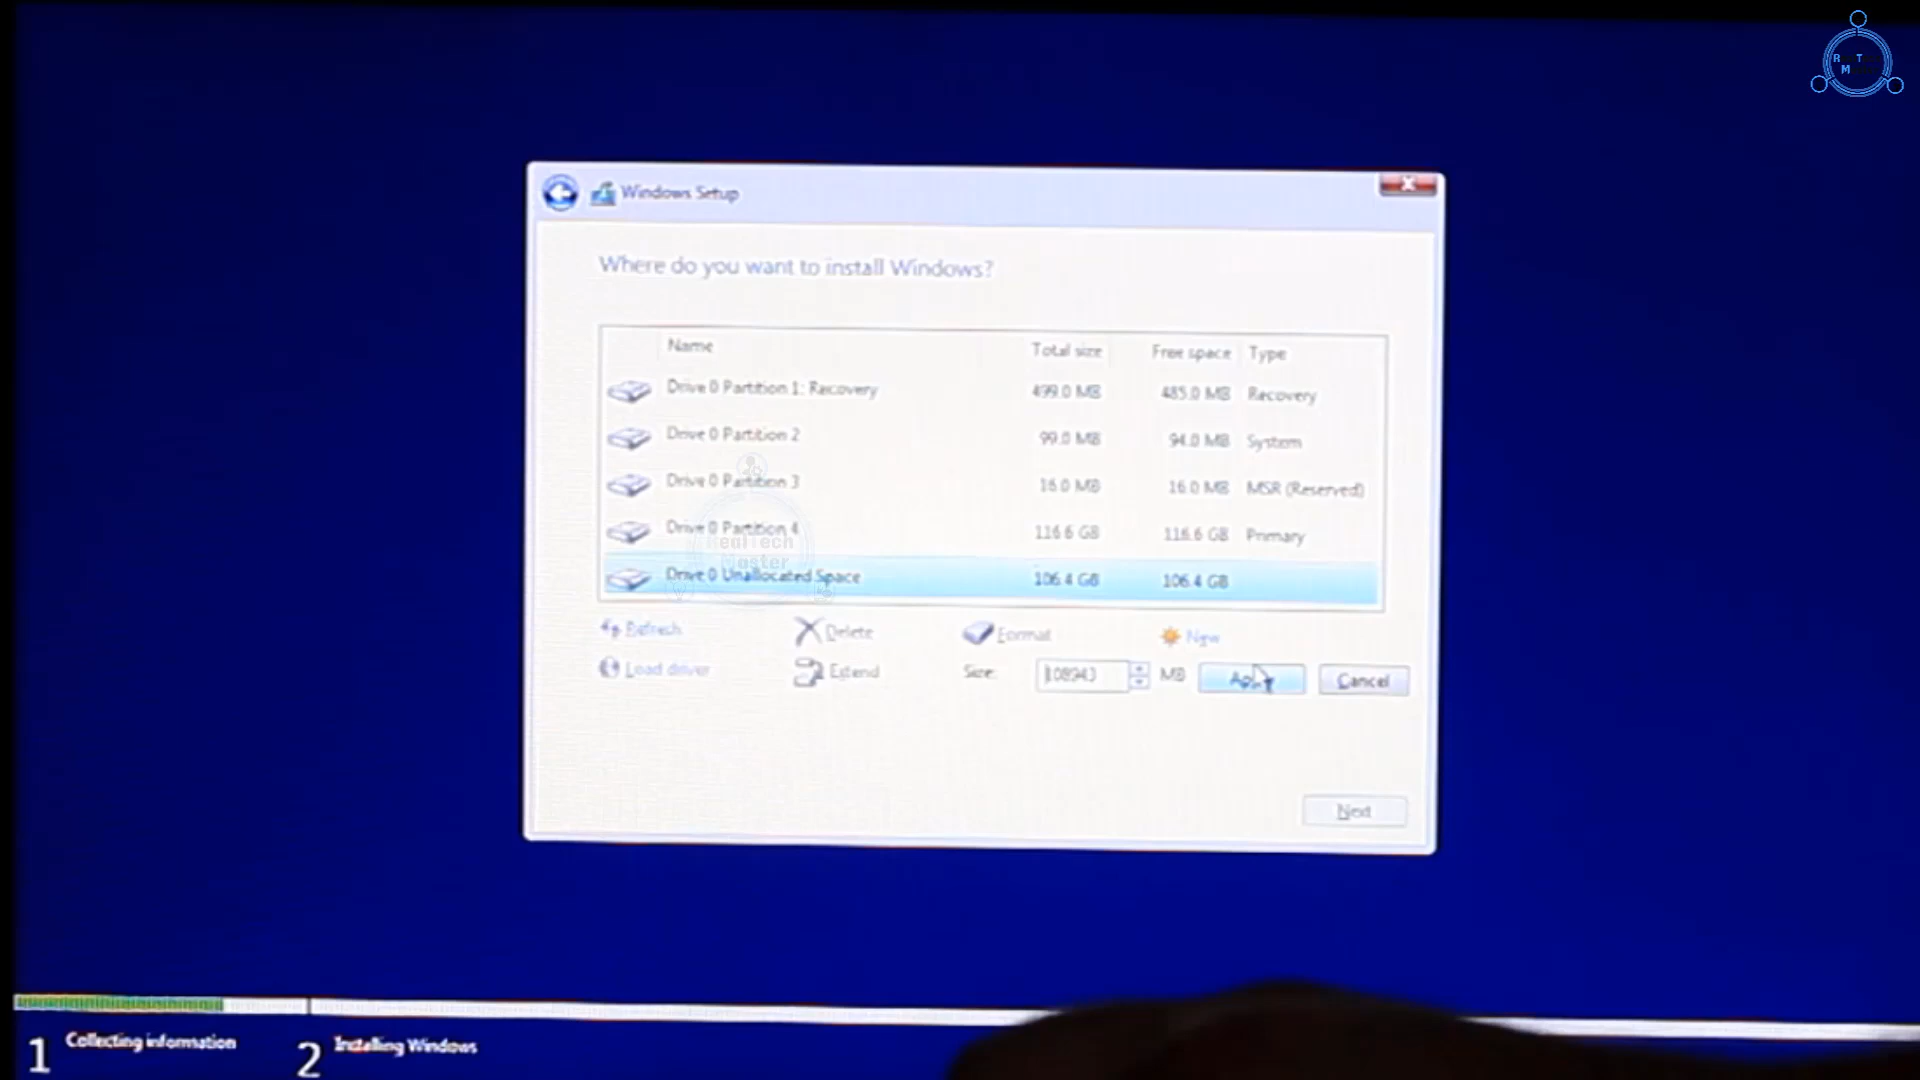 R T
M
Windows Setup
Where do you want to install Windows?
Name Total size Free space Type
Drive 0 Partition 1: Recovery 499.0 MB 485.0 MB Recovery
Drive 0 Partition 2 99.0 MB 94.0 MB System
Drive 0 Partition 3 16.0 MB 16.0 MB MSR (Reserved)
Drive 0 Partition 4 116.6 GB 116.6 GB Primary
RealTech
Master
Drive 0 Unallocated Space 106.4 GB 106.4 GB
Refresh Delete Format New
Load driver Extend Size: 108943 MB Cancel
Next
1 Collecting information 2 Installing Windows